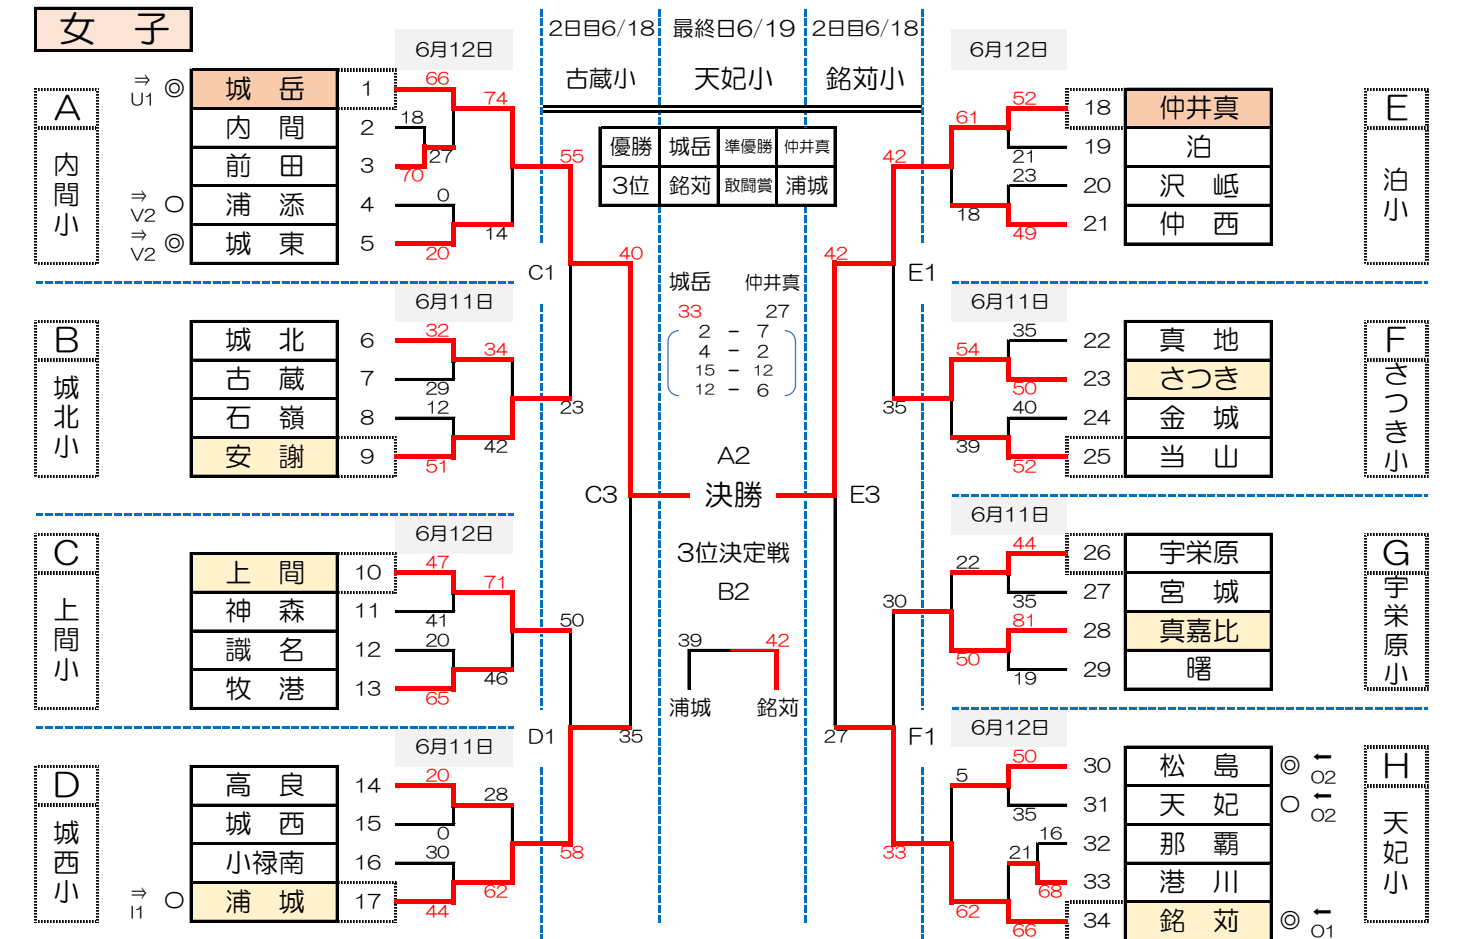 女 子
2日目6/18 最終日6/19 2日目6/18
古蔵小 天妃小 銘苅小
優勝 城岳 準優勝 仲井真
3位 銘苅 敢闘賞 浦城
A
内間小
6月12日
⇒ U1 ◎ 城 岳 1 66
内 間 2 18
前 田 3 70
27
74
⇒ V2 ○ 浦 添 4 0
⇒ V2 ◎ 城 東 5 20
14
55
C1
B
城北小
6月11日
城 北 6 32
古 蔵 7 29
34
石 嶺 8 12
安 謝 9 51
42
23
40
C3
C
上間小
6月12日
上 間 10 47
神 森 11 41
71
識 名 12 20
牧 港 13 65
46
50
D1
35
D
城西小
6月11日
高 良 14 20
城 西 15 0
28
小禄南 16 30
⇒ I1 ○ 浦 城 17 44
62
58
城岳 仲井真
33 27
2 - 7
4 - 2
15 - 12
12 - 6
A2
決勝
3位決定戦
B2
39 42
浦城 銘苅
E
泊小
6月12日
52 18 仲井真
21 19 泊
61
23 20 沢 岻
49 21 仲 西
18
42
E1
42
F
さつき小
6月11日
35 22 真 地
50 23 さつき
54
40 24 金 城
52 25 当 山
39
35
E3
G
宇栄原小
6月11日
44 26 宇栄原
35 27 宮 城
22
81 28 真嘉比
19 29 曙
50
30
F1
27
H
天妃小
6月12日
50 30 松 島 ◎ ← O2
35 31 天 妃 ○ ← O2
5
16 32 那 覇
68 33 港 川
21
66 34 銘 苅 ◎ ← O1
62
33